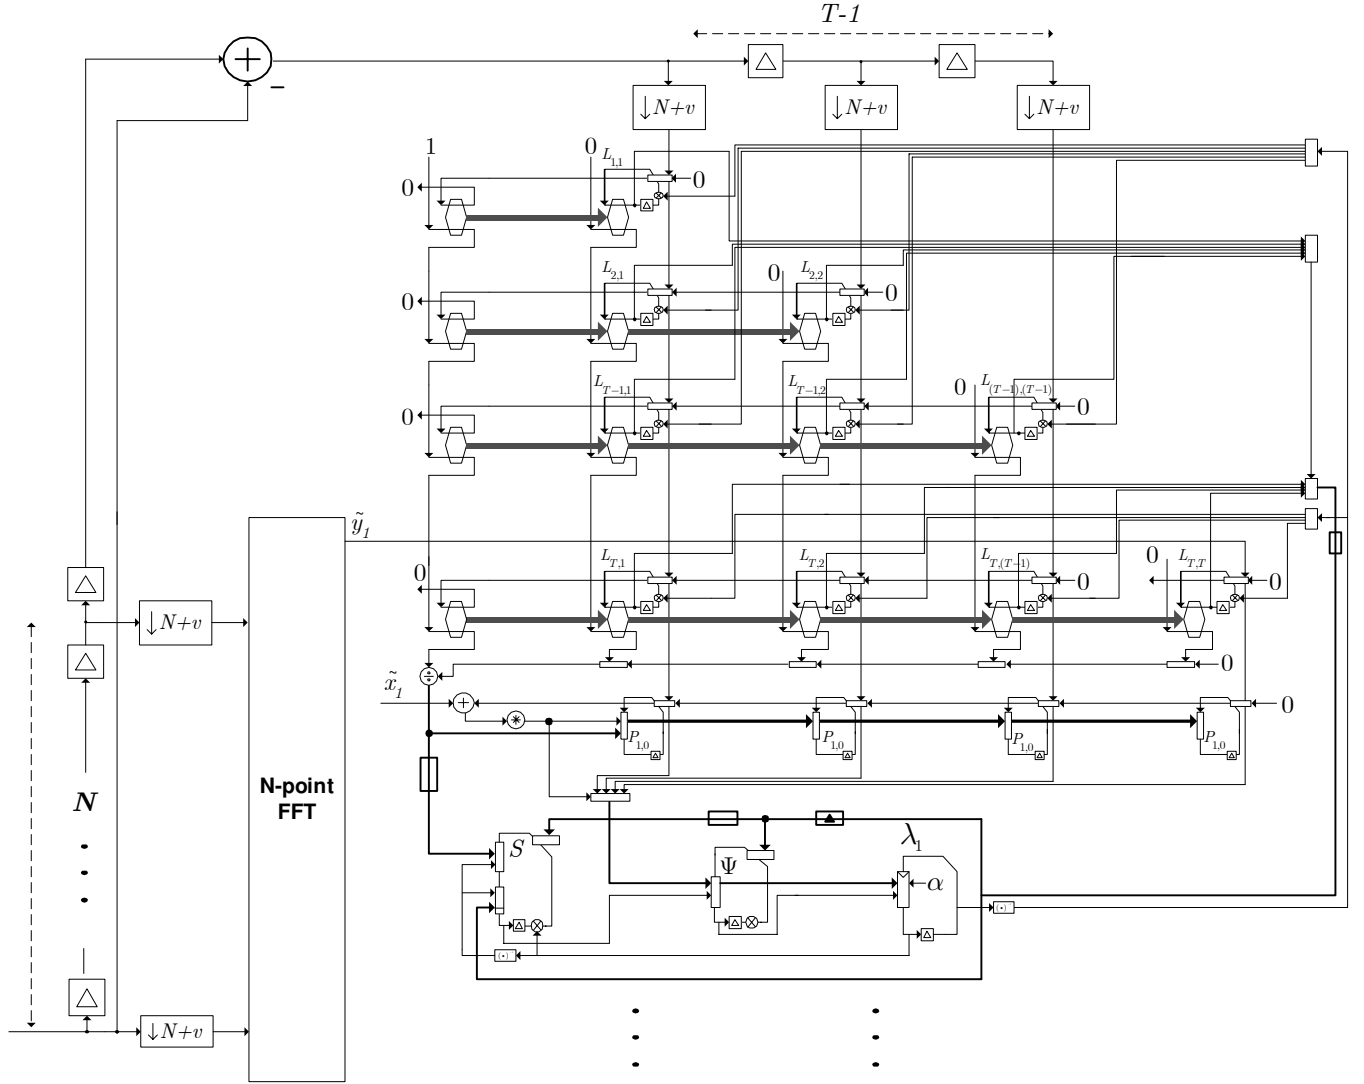 T-1
+
−
↓N+v ↓N+v ↓N+v
1 0 L1,1
0 0
0 L2,1 0 L2,2 0
0 LT−1,1 LT−1,2 0 L(T−1),(T−1) 0
ỹ1
0 LT,1 LT,2 LT,(T−1) 0 0 LT,T 0
↓N+v
÷ 0
x̃1 + * 0
P1,0 P1,0 P1,0 P1,0
N
N-point
FFT
S Ψ λ1
α
(·)
(·)
↓N+v